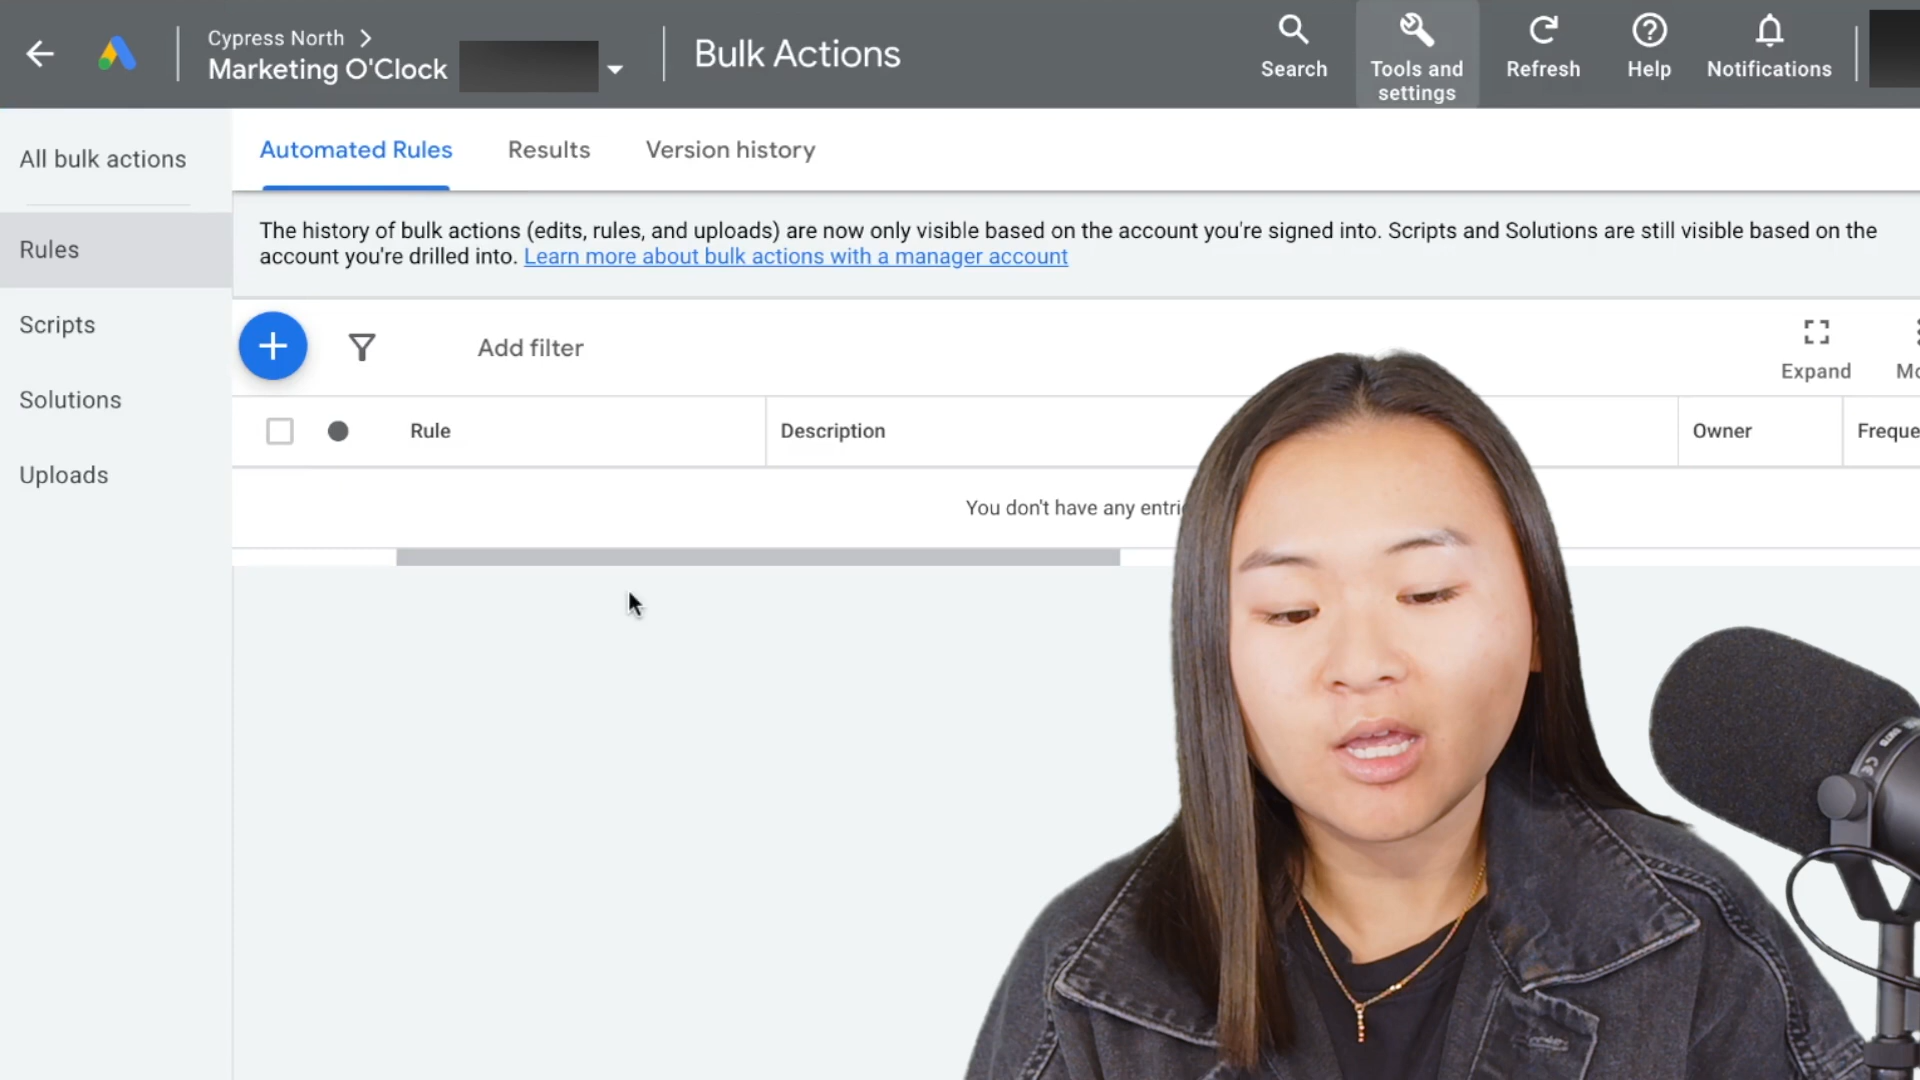 Cypress North
Marketing O'Clock
Bulk Actions
Search
Tools and
settings
Refresh
Help
Notifications
All bulk actions
Rules
Scripts
Solutions
Uploads
Automated Rules
Results
Version history
The history of bulk actions (edits, rules, and uploads) are now only visible based on the account you're signed into. Scripts and Solutions are still visible based on the
account you're drilled into. Learn more about bulk actions with a manager account
Add filter
Expand
Rule
Description
Owner
You don't have any